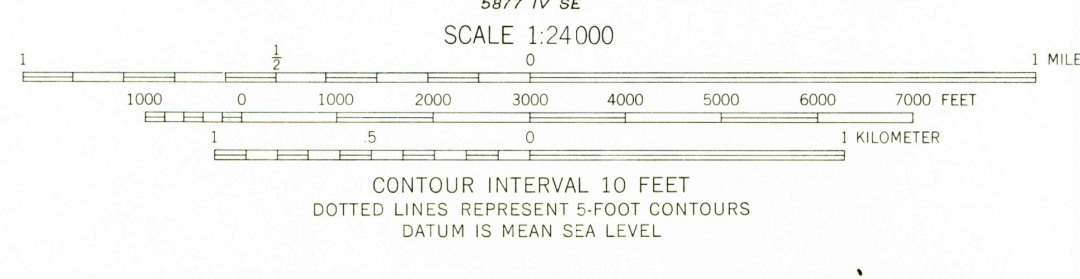 5877 IV SE
SCALE 1:24000
1 1/2 0 1 MILE
1000 0 1000 2000 3000 4000 5000 6000 7000 FEET
1 .5 0 1 KILOMETER
CONTOUR INTERVAL 10 FEET
DOTTED LINES REPRESENT 5-FOOT CONTOURS
DATUM IS MEAN SEA LEVEL